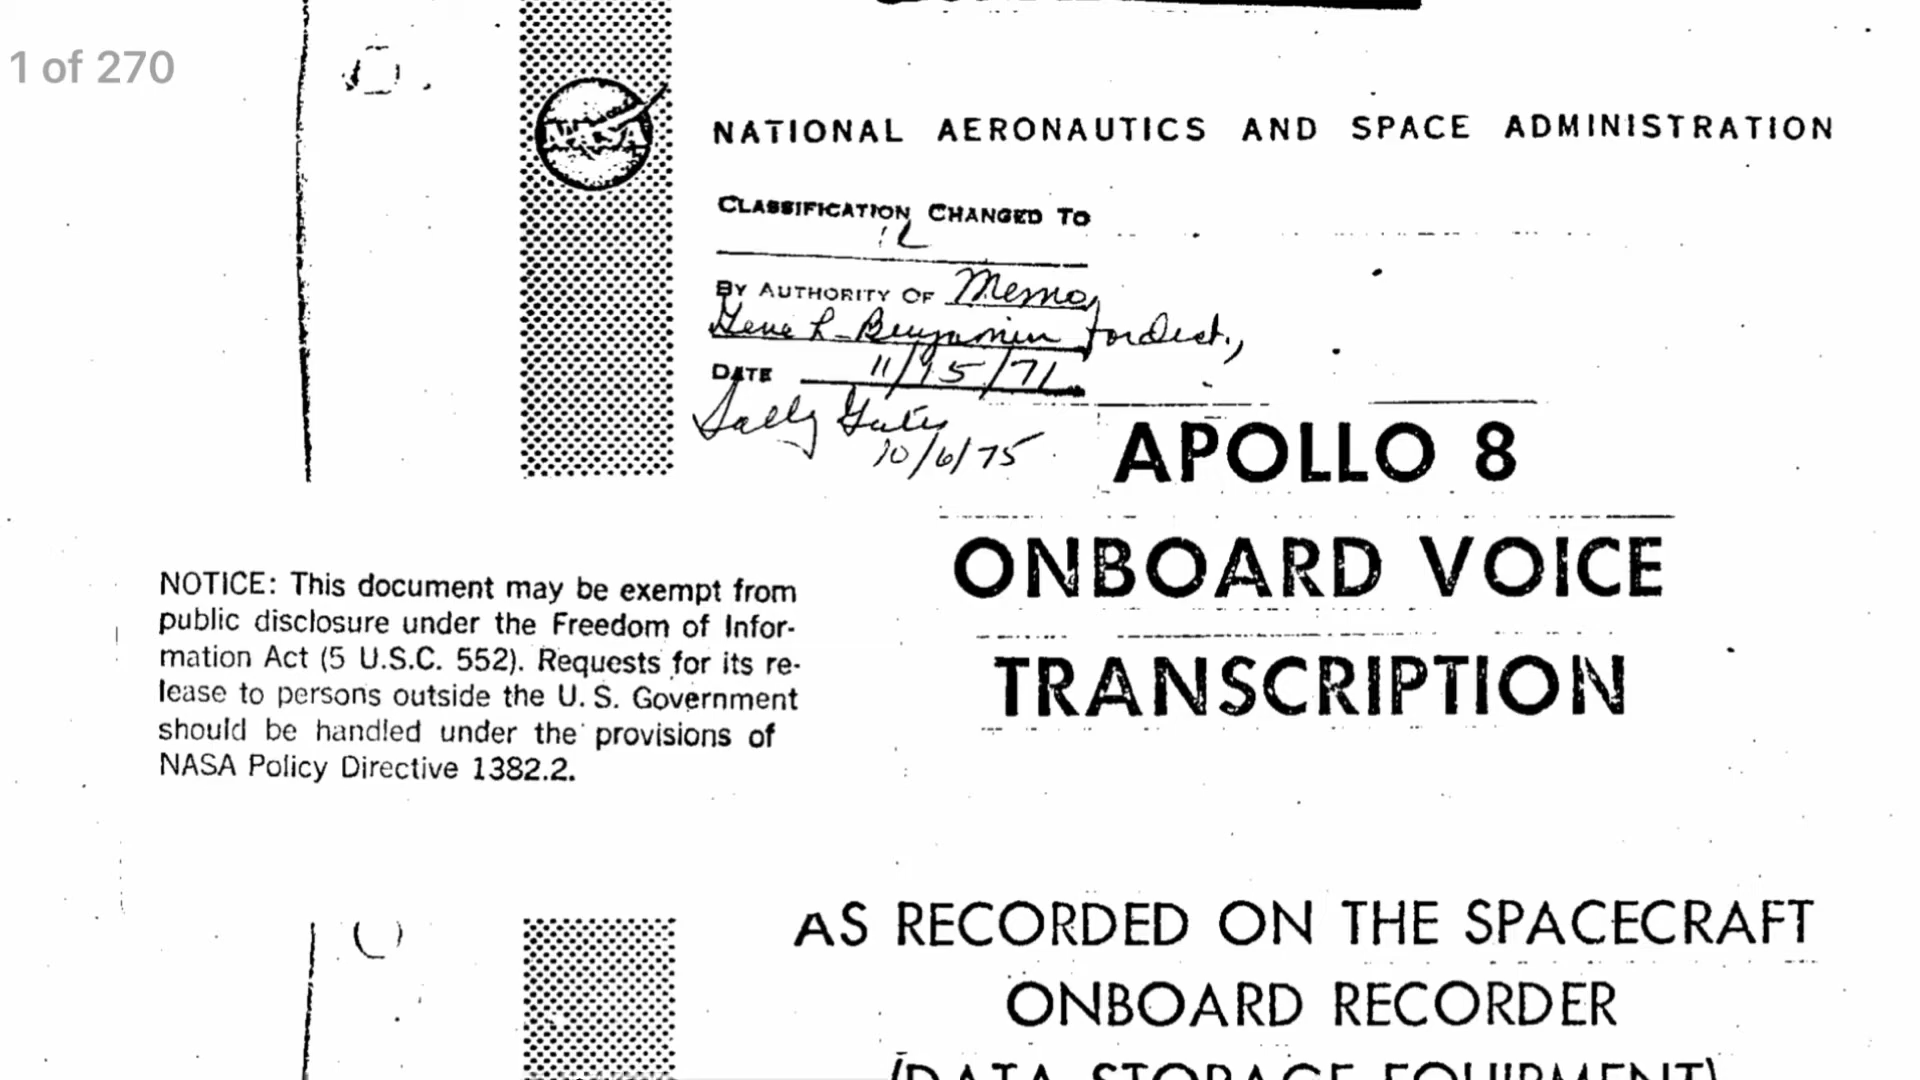 1 of 270
NASA
NATIONAL AERONAUTICS AND SPACE ADMINISTRATION
CLASSIFICATION CHANGED TO
BY AUTHORITY OF Memo,
Gene L. Benjamin
DATE 11/15/71
Sally
10/6/75
APOLLO 8
ONBOARD VOICE
TRANSCRIPTION
NOTICE: This document may be exempt from
public disclosure under the Freedom of Infor-
mation Act (5 U.S.C. 552). Requests for its re-
lease to persons outside the U. S. Government
should be handled under the provisions of
NASA Policy Directive 1382.2.
AS RECORDED ON THE SPACECRAFT
ONBOARD RECORDER
(DATA STORAGE EQUIPMENT)